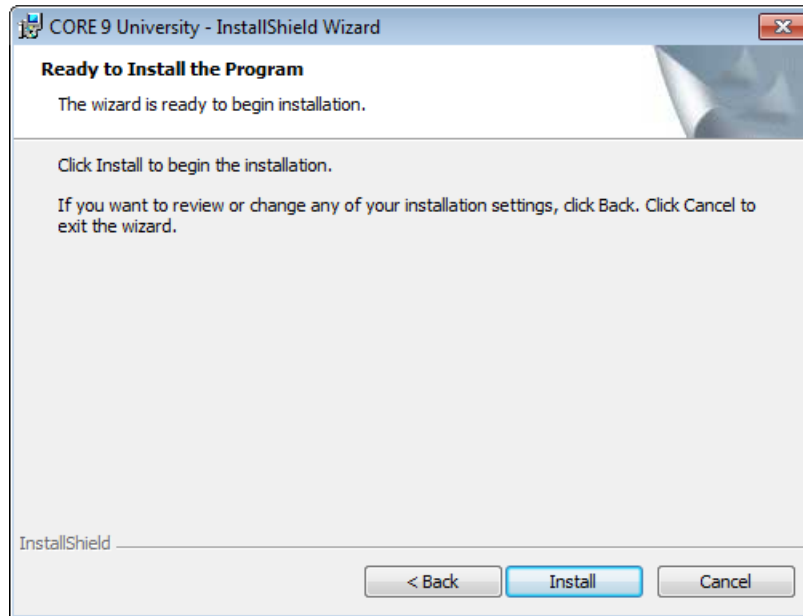 CORE 9 University - InstallShield Wizard
Ready to Install the Program
The wizard is ready to begin installation.
Click Install to begin the installation.
If you want to review or change any of your installation settings, click Back. Click Cancel to
exit the wizard.
InstallShield
< Back
Install
Cancel